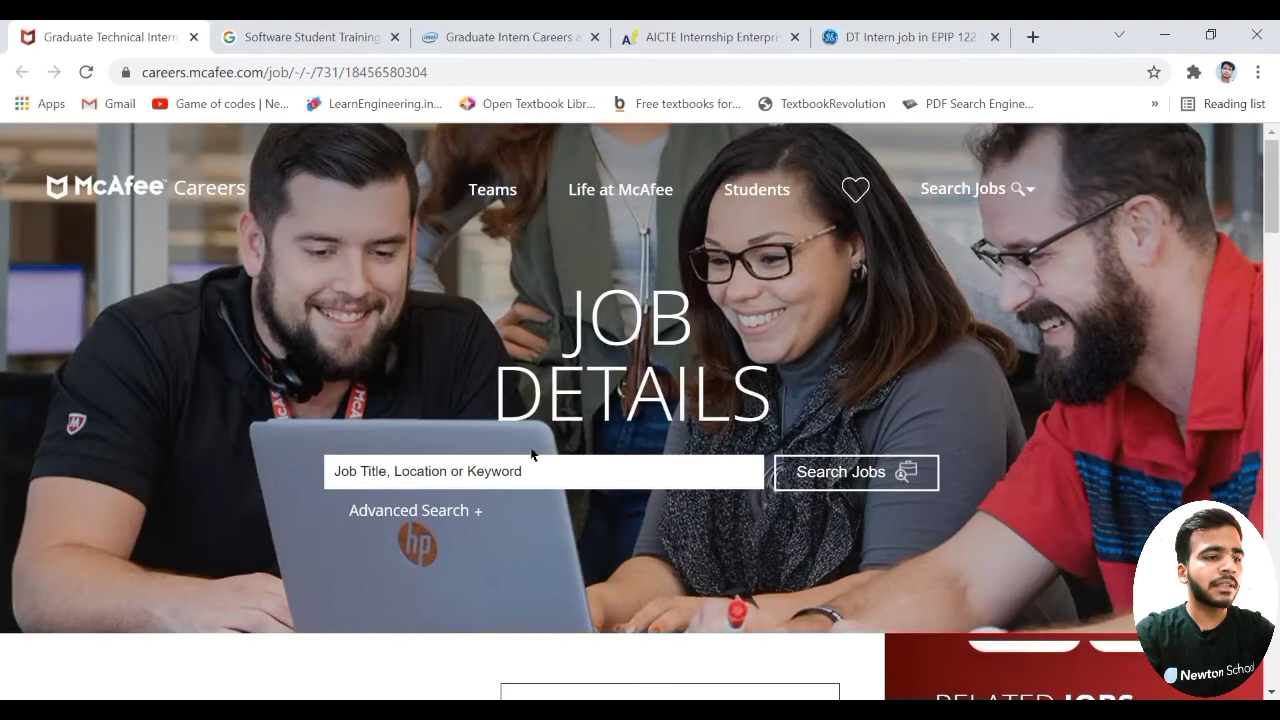 Graduate Technical Intern
Software Student Training
Graduate Intern Careers a
AICTE Internship Enterpris
DT Intern job in EPIP 122
careers.mcafee.com/job/-/-/731/18456580304
Apps
Gmail
Game of codes | Ne...
LearnEngineering.in...
Open Textbook Libr...
Free textbooks for...
TextbookRevolution
PDF Search Engine...
»
Reading list
McAfee™ Careers
Teams
Life at McAfee
Students
Search Jobs
JOB
DETAILS
Job Title, Location or Keyword
Search Jobs
Advanced Search +
hp
Newton School
RELATED JOBS